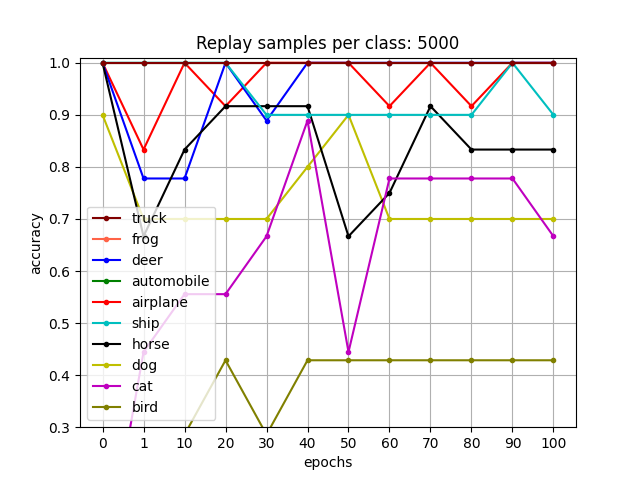 Replay samples per class: 5000
1.0
0.9
0.8
0.7
0.6
0.5
0.4
0.3
accuracy
truck
frog
deer
automobile
airplane
ship
horse
dog
cat
bird
0 1 10 20 30 40 50 60 70 80 90 100
epochs